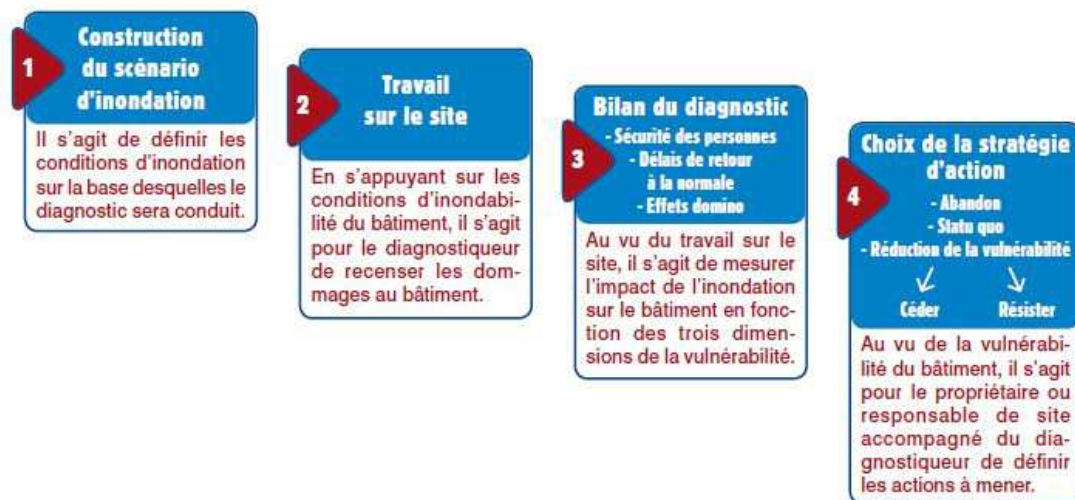 1
Construction
du scénario
d'inondation
Il s'agit de définir les
conditions d'inondation
sur la base desquelles le
diagnostic sera conduit.
2
Travail
sur le site
En s'appuyant sur les
conditions d'inondabi-
lité du bâtiment, il s'agit
pour le diagnostiqueur
de recenser les dom-
mages au bâtiment.
3
Bilan du diagnostic
- Sécurité des personnes
- Délais de retour
à la normale
- Effets domino
Au vu du travail sur le
site, il s'agit de mesurer
l'impact de l'inondation
sur le bâtiment en fonc-
tion des trois dimen-
sions de la vulnérabilité.
4
Choix de la stratégie
d'action
- Abandon
- Statu quo
- Réduction de la vulnérabilité
Céder Résister
Au vu de la vulnérabi-
lité du bâtiment, il s'agit
pour le propriétaire ou
responsable de site
accompagné du dia-
gnostiqueur de définir
les actions à mener.